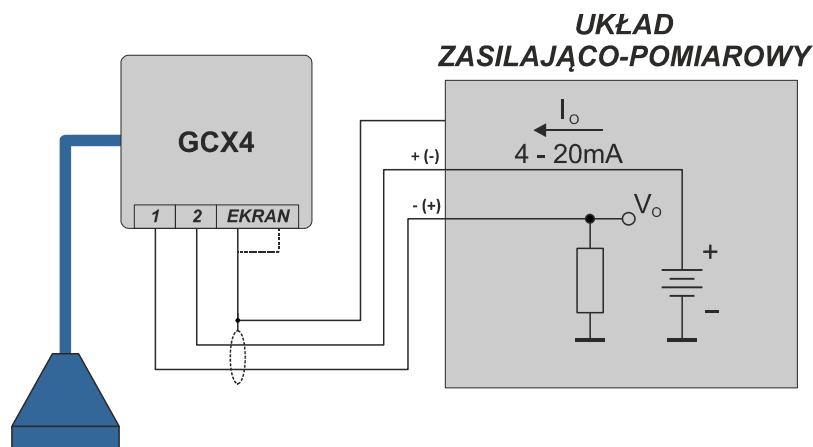 UKŁAD
ZASILAJĄCO-POMIAROWY
GCX4
1 2 EKRAN
Io
4 - 20mA
+ (-)
- (+)
Vo
+
–